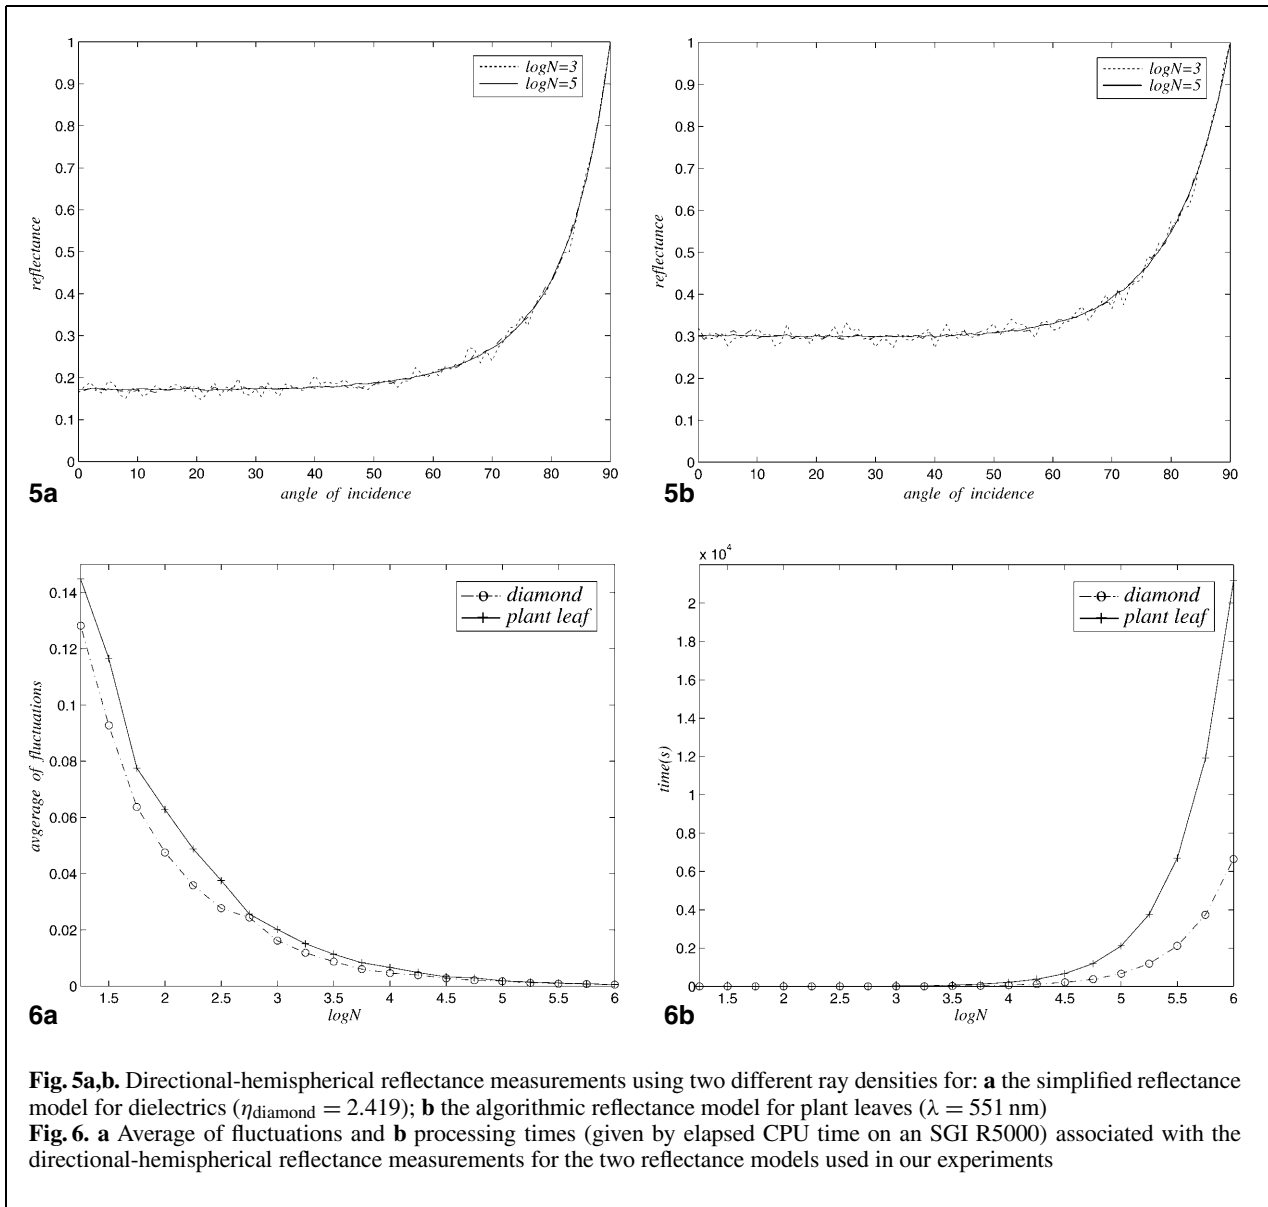 1
0.9
0.8
0.7
0.6
0.5
0.4
0.3
0.2
0.1
0
reflectance
logN=3
logN=5
0 10 20 30 40 50 60 70 80 90
angle of incidence
5a
1
0.9
0.8
0.7
0.6
0.5
0.4
0.3
0.2
0.1
0
reflectance
logN=3
logN=5
0 10 20 30 40 50 60 70 80 90
angle of incidence
5b
0.14
0.12
0.1
0.08
0.06
0.04
0.02
0
avgerage of fluctuations
diamond
plant leaf
1.5 2 2.5 3 3.5 4 4.5 5 5.5 6
logN
6a
x 10⁴
2
1.8
1.6
1.4
1.2
1
0.8
0.6
0.4
0.2
0
time(s)
diamond
plant leaf
1.5 2 2.5 3 3.5 4 4.5 5 5.5 6
logN
6b
Fig. 5a,b. Directional-hemispherical reflectance measurements using two different ray densities for: a the simplified reflectance
model for dielectrics (ηdiamond = 2.419); b the algorithmic reflectance model for plant leaves (λ = 551 nm)
Fig. 6. a Average of fluctuations and b processing times (given by elapsed CPU time on an SGI R5000) associated with the
directional-hemispherical reflectance measurements for the two reflectance models used in our experiments